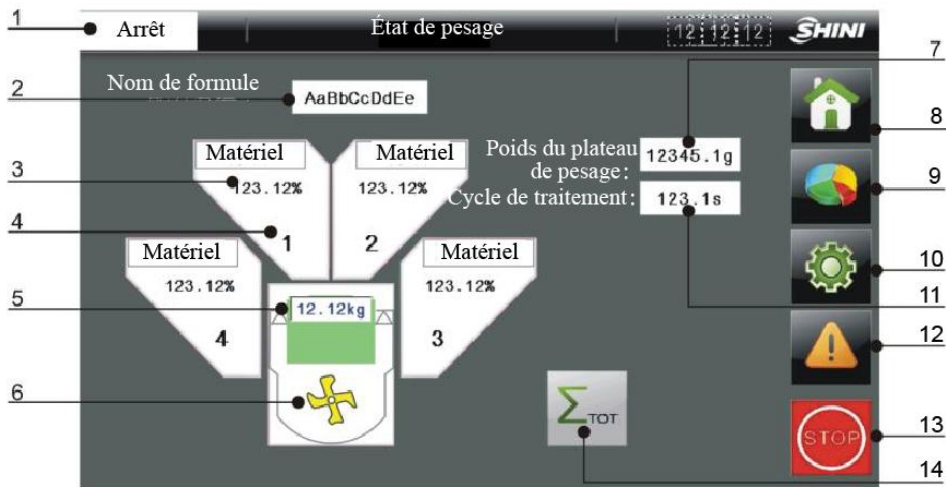 1
Arrêt
État de pesage
12 12 12
SHINI
7
Nom de formule
2
AaBbCcDdEe
8
Matériel
Matériel
Poids du plateau
de pesage:
12345.1g
3
123.12%
123.12%
Cycle de traitement:
123.1s
9
4
1
2
Matériel
Matériel
10
123.12%
123.12%
11
5
12.12kg
4
3
12
6
ΣTOT
STOP
13
14